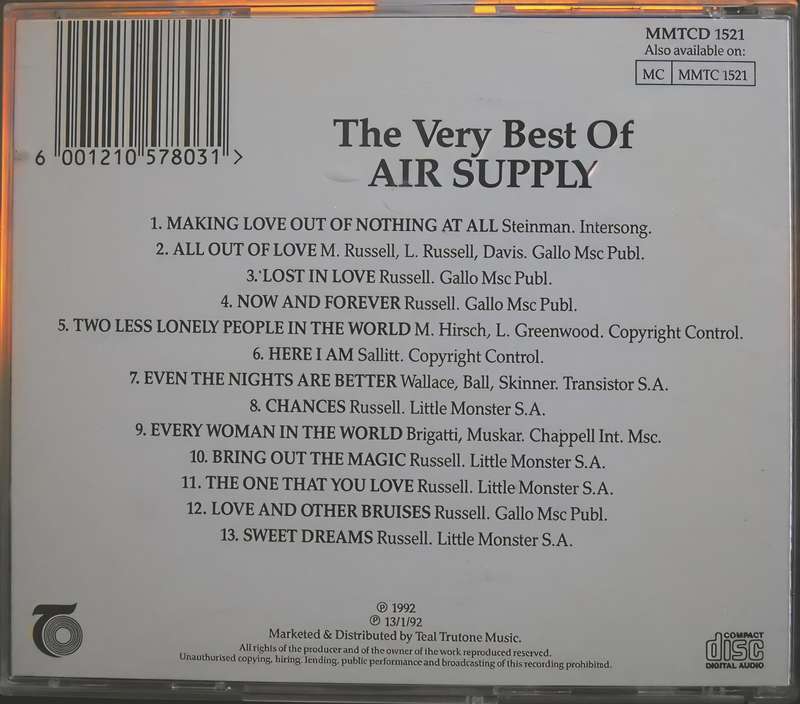 MMTCD 1521
Also available on:
MC MMTC 1521
6 001210 578031 >
The Very Best Of
AIR SUPPLY
1. MAKING LOVE OUT OF NOTHING AT ALL Steinman. Intersong.
2. ALL OUT OF LOVE M. Russell, L. Russell, Davis. Gallo Msc Publ.
3. LOST IN LOVE Russell. Gallo Msc Publ.
4. NOW AND FOREVER Russell. Gallo Msc Publ.
5. TWO LESS LONELY PEOPLE IN THE WORLD M. Hirsch, L. Greenwood. Copyright Control.
6. HERE I AM Sallitt. Copyright Control.
7. EVEN THE NIGHTS ARE BETTER Wallace, Ball, Skinner. Transistor S.A.
8. CHANCES Russell. Little Monster S.A.
9. EVERY WOMAN IN THE WORLD Brigatti, Muskar. Chappell Int. Msc.
10. BRING OUT THE MAGIC Russell. Little Monster S.A.
11. THE ONE THAT YOU LOVE Russell. Little Monster S.A.
12. LOVE AND OTHER BRUISES Russell. Gallo Msc Publ.
13. SWEET DREAMS Russell. Little Monster S.A.
℗ 1992
℗ 13/1/92
Marketed & Distributed by Teal Trutone Music.
All rights of the producer and of the owner of the work reproduced reserved.
Unauthorised copying, hiring, lending, public performance and broadcasting of this recording prohibited.
COMPACT
disc
DIGITAL AUDIO